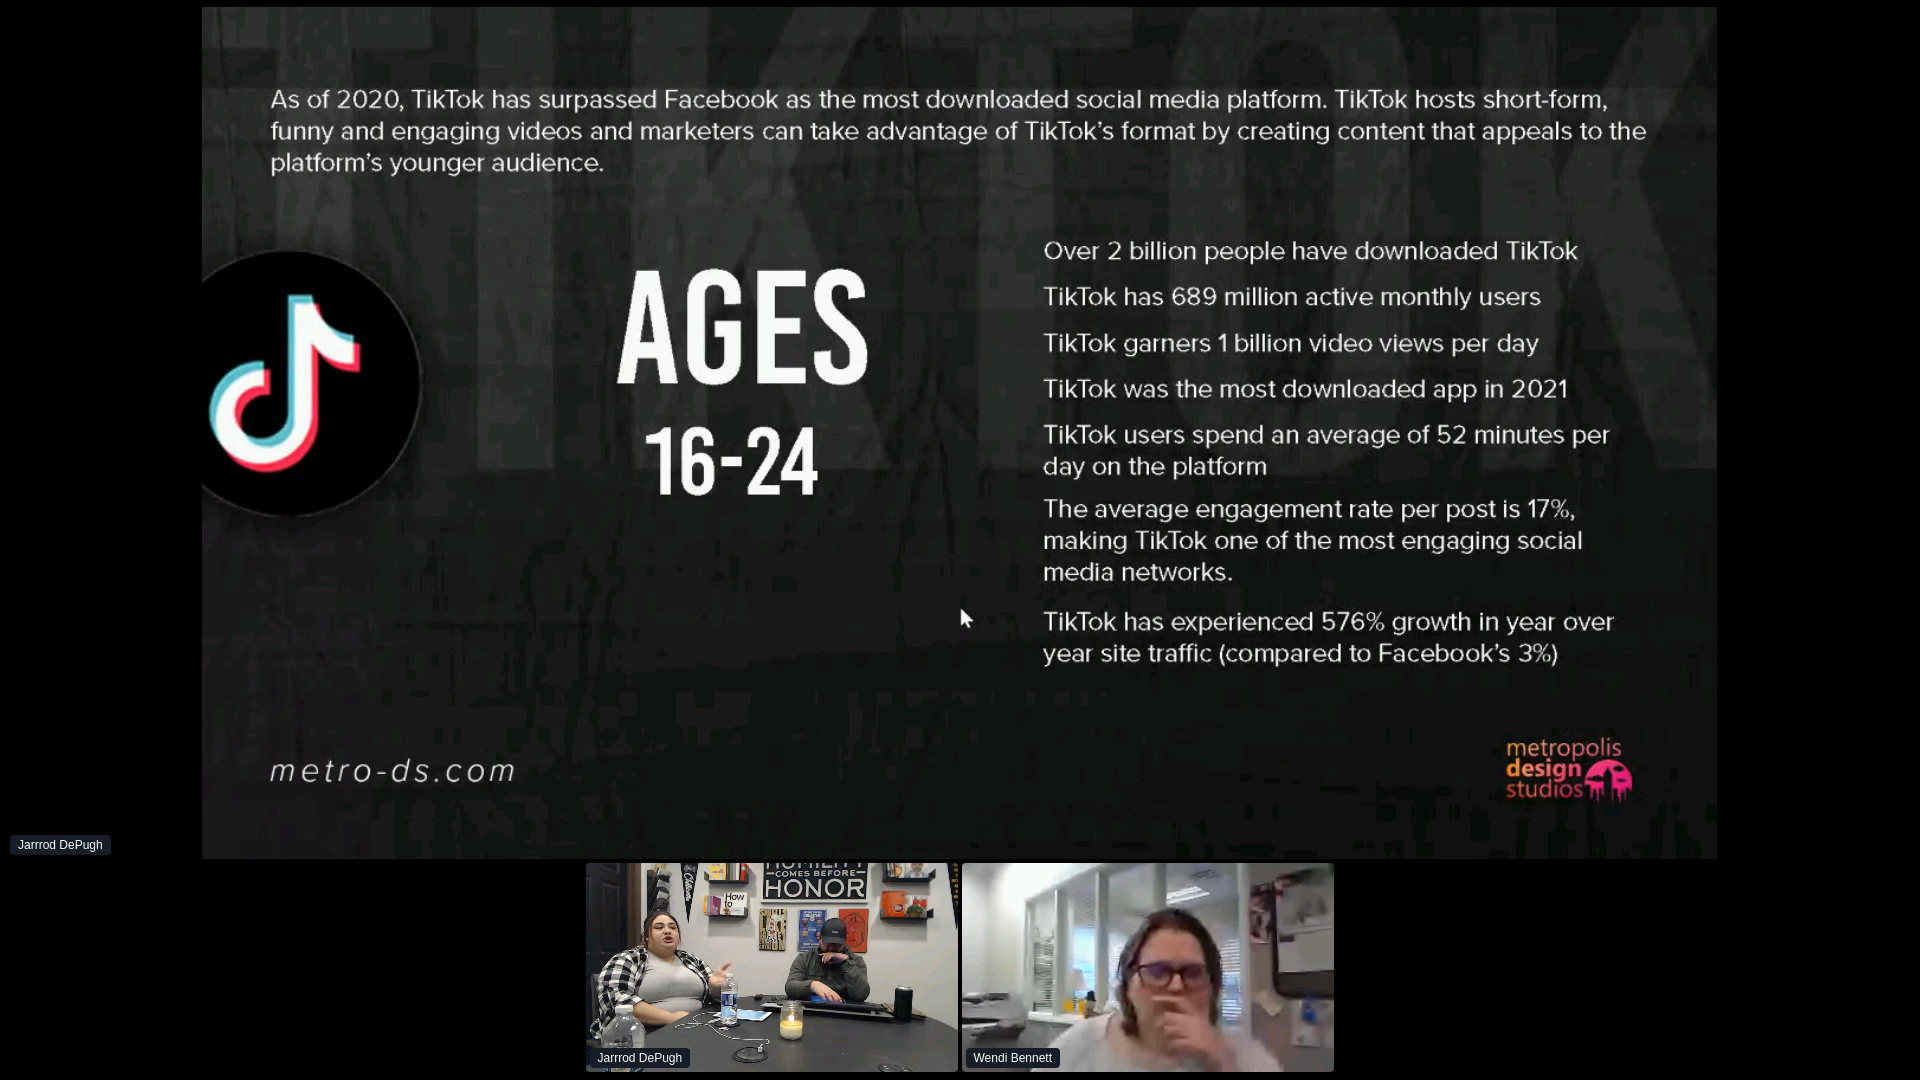 As of 2020, TikTok has surpassed Facebook as the most downloaded social media platform. TikTok hosts short-form,
funny and engaging videos and marketers can take advantage of TikTok's format by creating content that appeals to the
platform's younger audience.
AGES
16-24
Over 2 billion people have downloaded TikTok
TikTok has 689 million active monthly users
TikTok garners 1 billion video views per day
TikTok was the most downloaded app in 2021
TikTok users spend an average of 52 minutes per
day on the platform
The average engagement rate per post is 17%,
making TikTok one of the most engaging social
media networks.
TikTok has experienced 576% growth in year over
year site traffic (compared to Facebook's 3%)
metro-ds.com
metropolis
design
studios
Jarrrod DePugh
HUMILITY
COMES BEFORE
HONOR
How
to
Jarrrod DePugh
Wendi Bennett